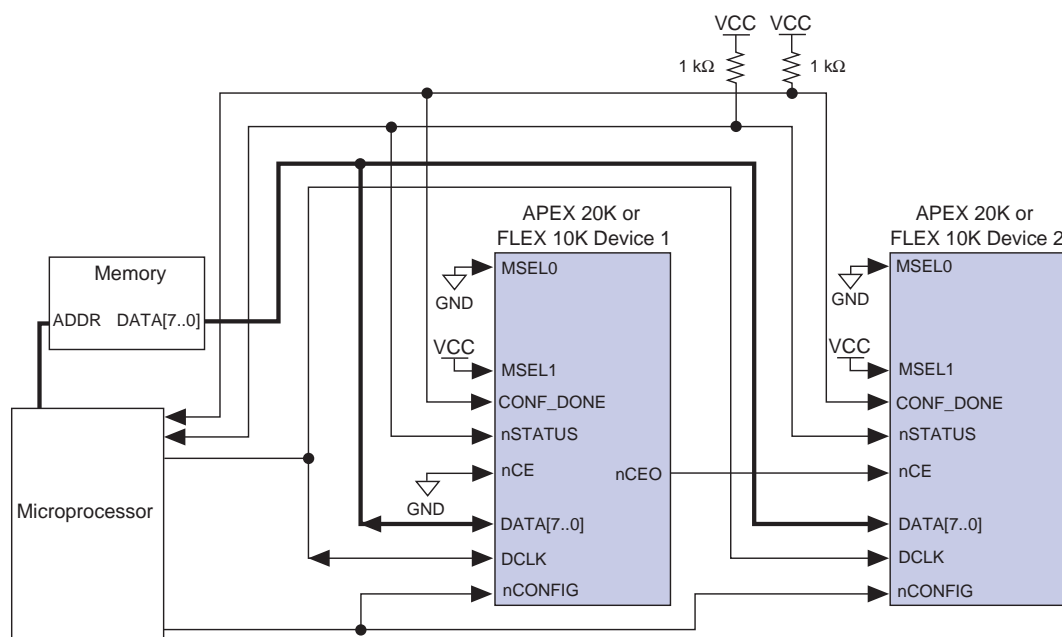 VCC VCC
1 kΩ 1 kΩ
APEX 20K or
FLEX 10K Device 1
APEX 20K or
FLEX 10K Device 2
Memory
ADDR DATA[7..0]
Microprocessor
MSEL0
GND
VCC
MSEL1
CONF_DONE
nSTATUS
nCE
GND
nCEO
DATA[7..0]
DCLK
nCONFIG
MSEL0
GND
VCC
MSEL1
CONF_DONE
nSTATUS
nCE
DATA[7..0]
DCLK
nCONFIG